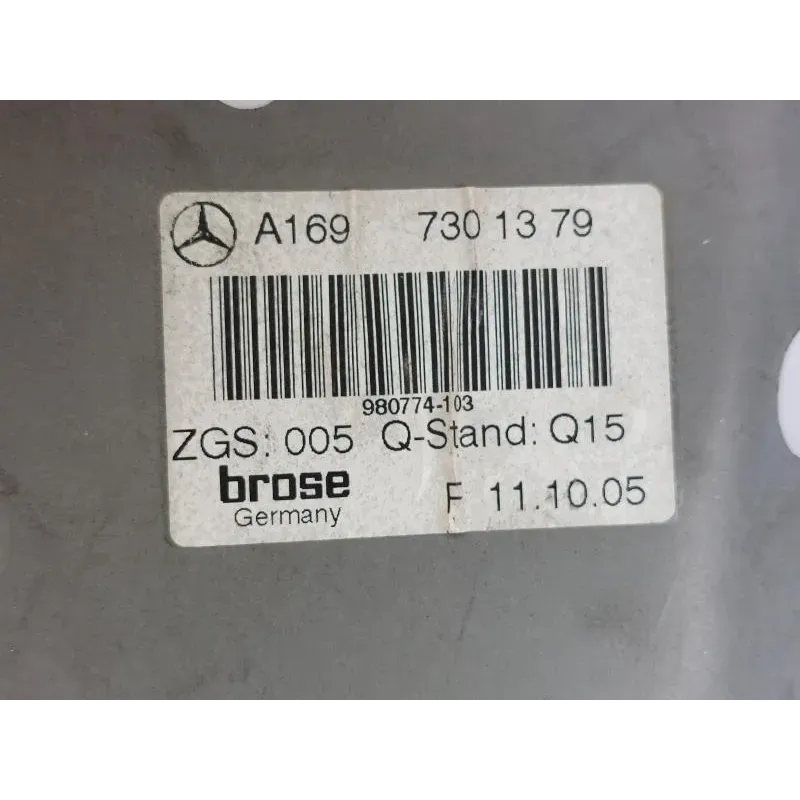 A169 730 13 79
980774-103
ZGS: 005 Q-Stand: Q15
brose
Germany
F 11.10.05